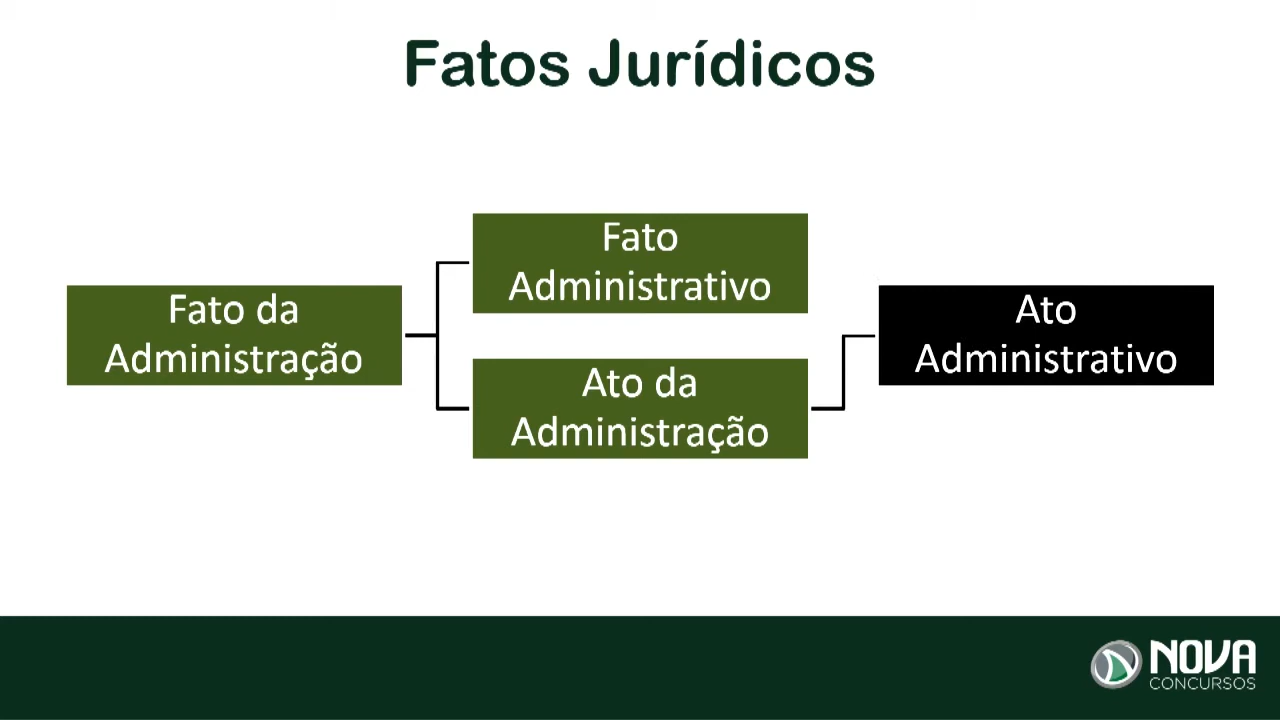 Fatos Jurídicos
Fato da
Administração
Fato
Administrativo
Ato da
Administração
Ato
Administrativo
NOVA
CONCURSOS